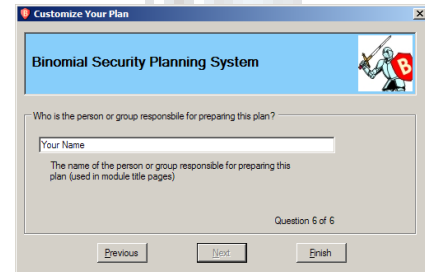 Customize Your Plan
Binomial Security Planning System
B
Who is the person or group responsbile for preparing this plan?
Your Name
The name of the person or group responsible for preparing this
plan (used in module title pages)
Question 6 of 6
Previous
Next
Finish